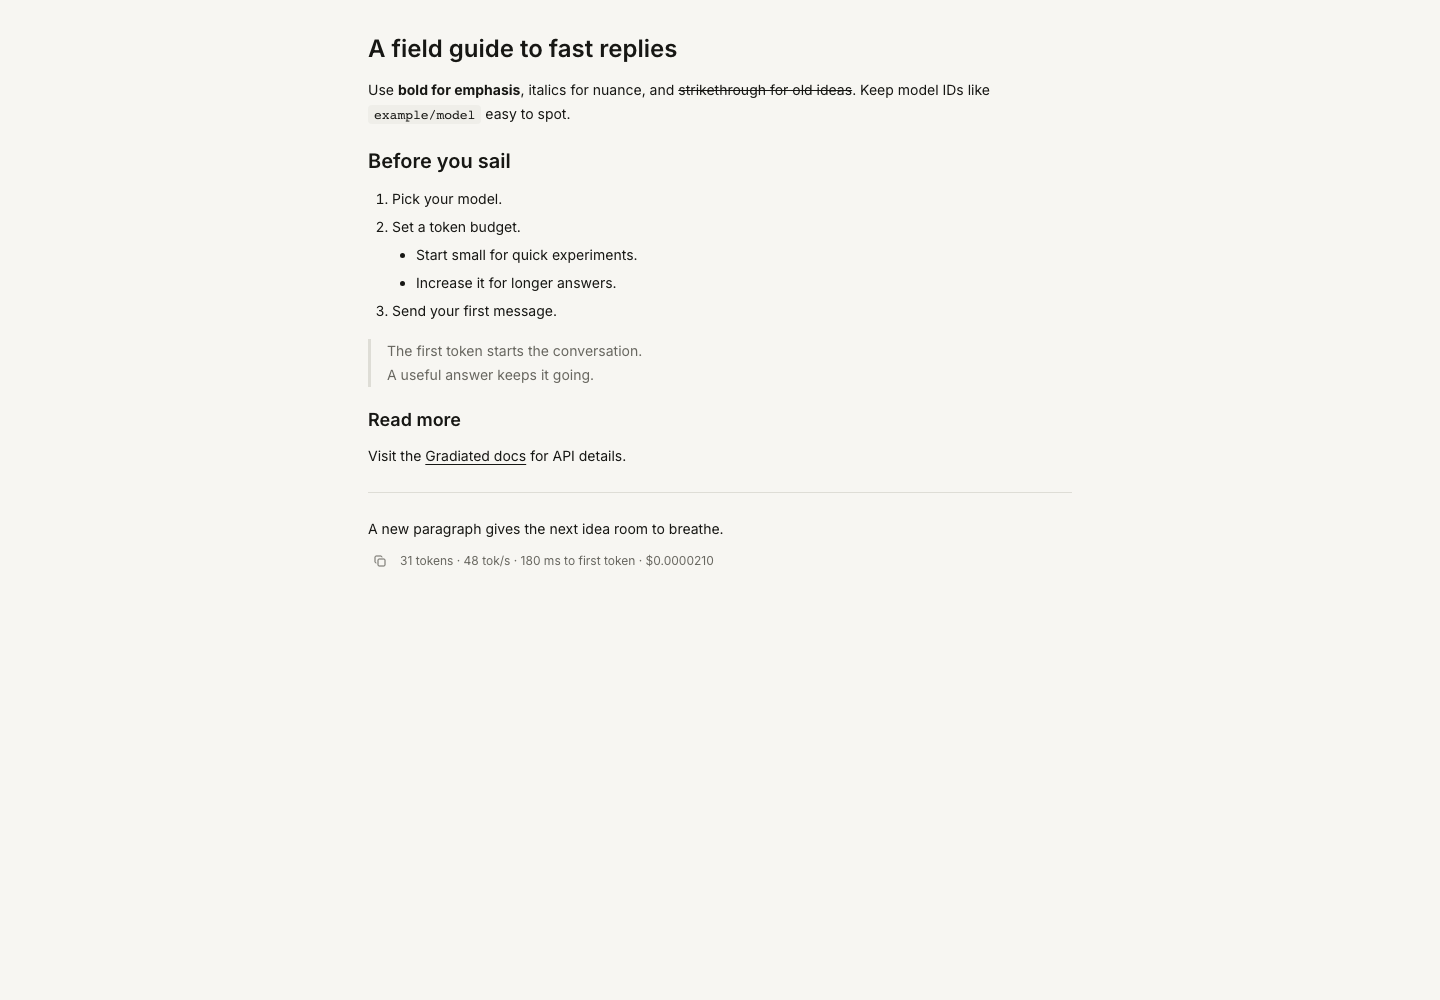 A field guide to fast replies
Use bold for emphasis, italics for nuance, and strikethrough for old ideas. Keep model IDs like
example/model easy to spot.
Before you sail
1. Pick your model.
2. Set a token budget.
• Start small for quick experiments.
• Increase it for longer answers.
3. Send your first message.
The first token starts the conversation.
A useful answer keeps it going.
Read more
Visit the Gradiated docs for API details.
A new paragraph gives the next idea room to breathe.
31 tokens · 48 tok/s · 180 ms to first token · $0.0000210